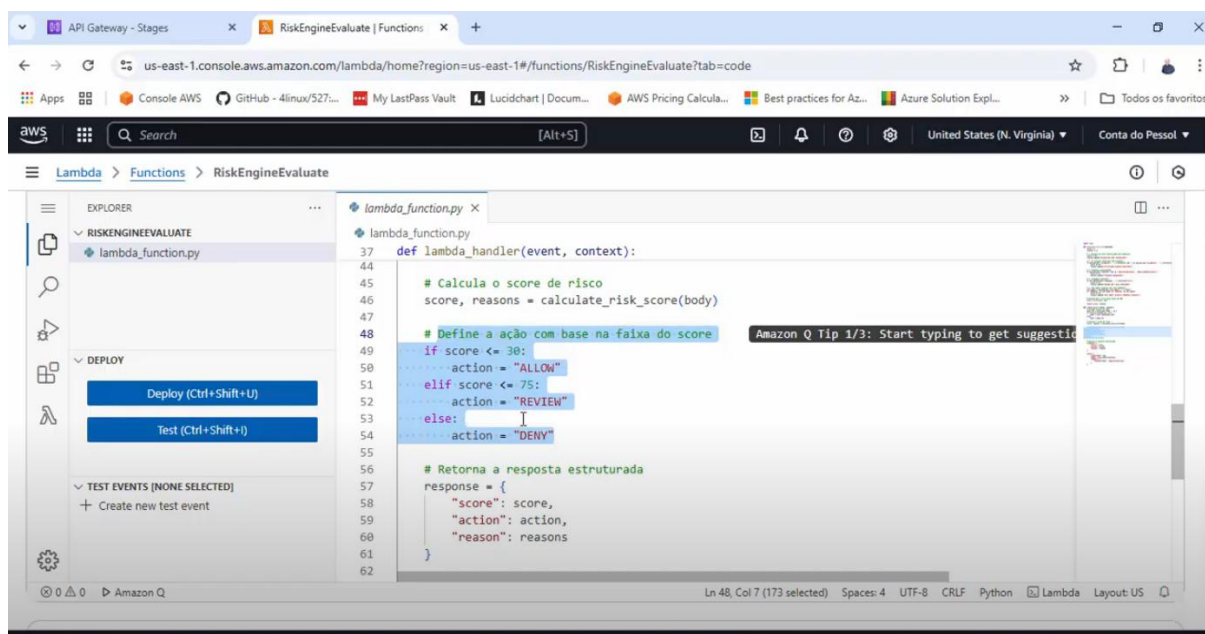 API Gateway - Stages
RiskEngineEvaluate | Functions
us-east-1.console.aws.amazon.com/lambda/home?region=us-east-1#/functions/RiskEngineEvaluate?tab=code
Apps
Console AWS
GitHub - 4linux/527:...
My LastPass Vault
Lucidchart | Docum...
AWS Pricing Calcula...
Best practices for Az...
Azure Solution Expl...
»
Todos os favoritos
aws
Search
[Alt+S]
United States (N. Virginia)
Conta do Pessol
Lambda > Functions > RiskEngineEvaluate
EXPLORER
RISKENGINEEVALUATE
lambda_function.py
DEPLOY
Deploy (Ctrl+Shift+U)
Test (Ctrl+Shift+I)
TEST EVENTS [NONE SELECTED]
+ Create new test event
lambda_function.py
lambda_function.py
37 def lambda_handler(event, context):
44
45 # Calcula o score de risco
46 score, reasons = calculate_risk_score(body)
47
48 # Define a ação com base na faixa do score
Amazon Q Tip 1/3: Start typing to get suggestio
49 if score <= 30:
50 action = "ALLOW"
51 elif score <= 75:
52 action = "REVIEW"
53 else:
54 action = "DENY"
55
56 # Retorna a resposta estruturada
57 response = {
58 "score": score,
59 "action": action,
60 "reason": reasons
61 }
62
0 0 Amazon Q
Ln 48, Col 7 (173 selected) Spaces: 4 UTF-8 CRLF Python Lambda Layout: US